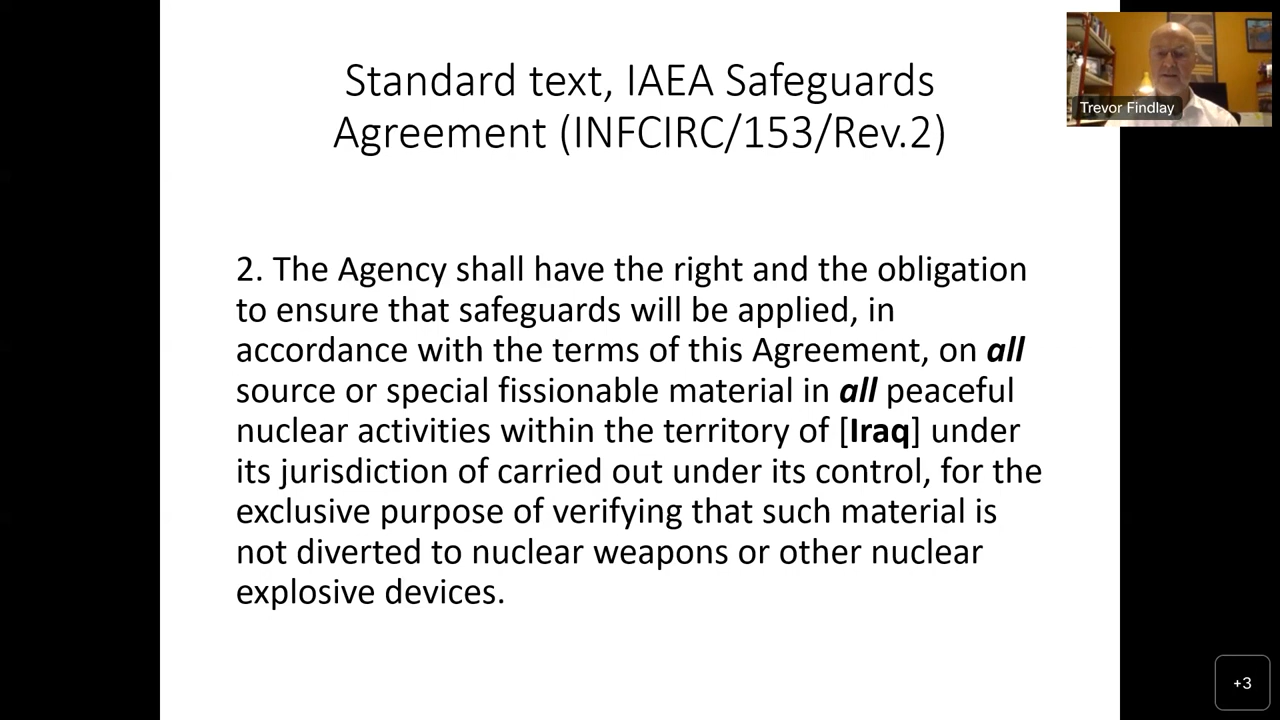 Standard text, IAEA Safeguards
Agreement (INFCIRC/153/Rev.2)
Trevor Findlay
2. The Agency shall have the right and the obligation
to ensure that safeguards will be applied, in
accordance with the terms of this Agreement, on all
source or special fissionable material in all peaceful
nuclear activities within the territory of [Iraq] under
its jurisdiction of carried out under its control, for the
exclusive purpose of verifying that such material is
not diverted to nuclear weapons or other nuclear
explosive devices.
+3